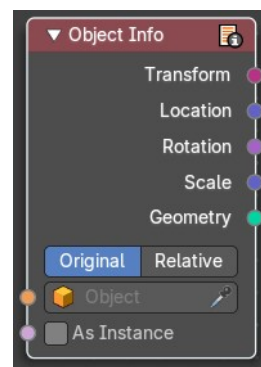 Object Info
Transform
Location
Rotation
Scale
Geometry
Original Relative
Object
As Instance